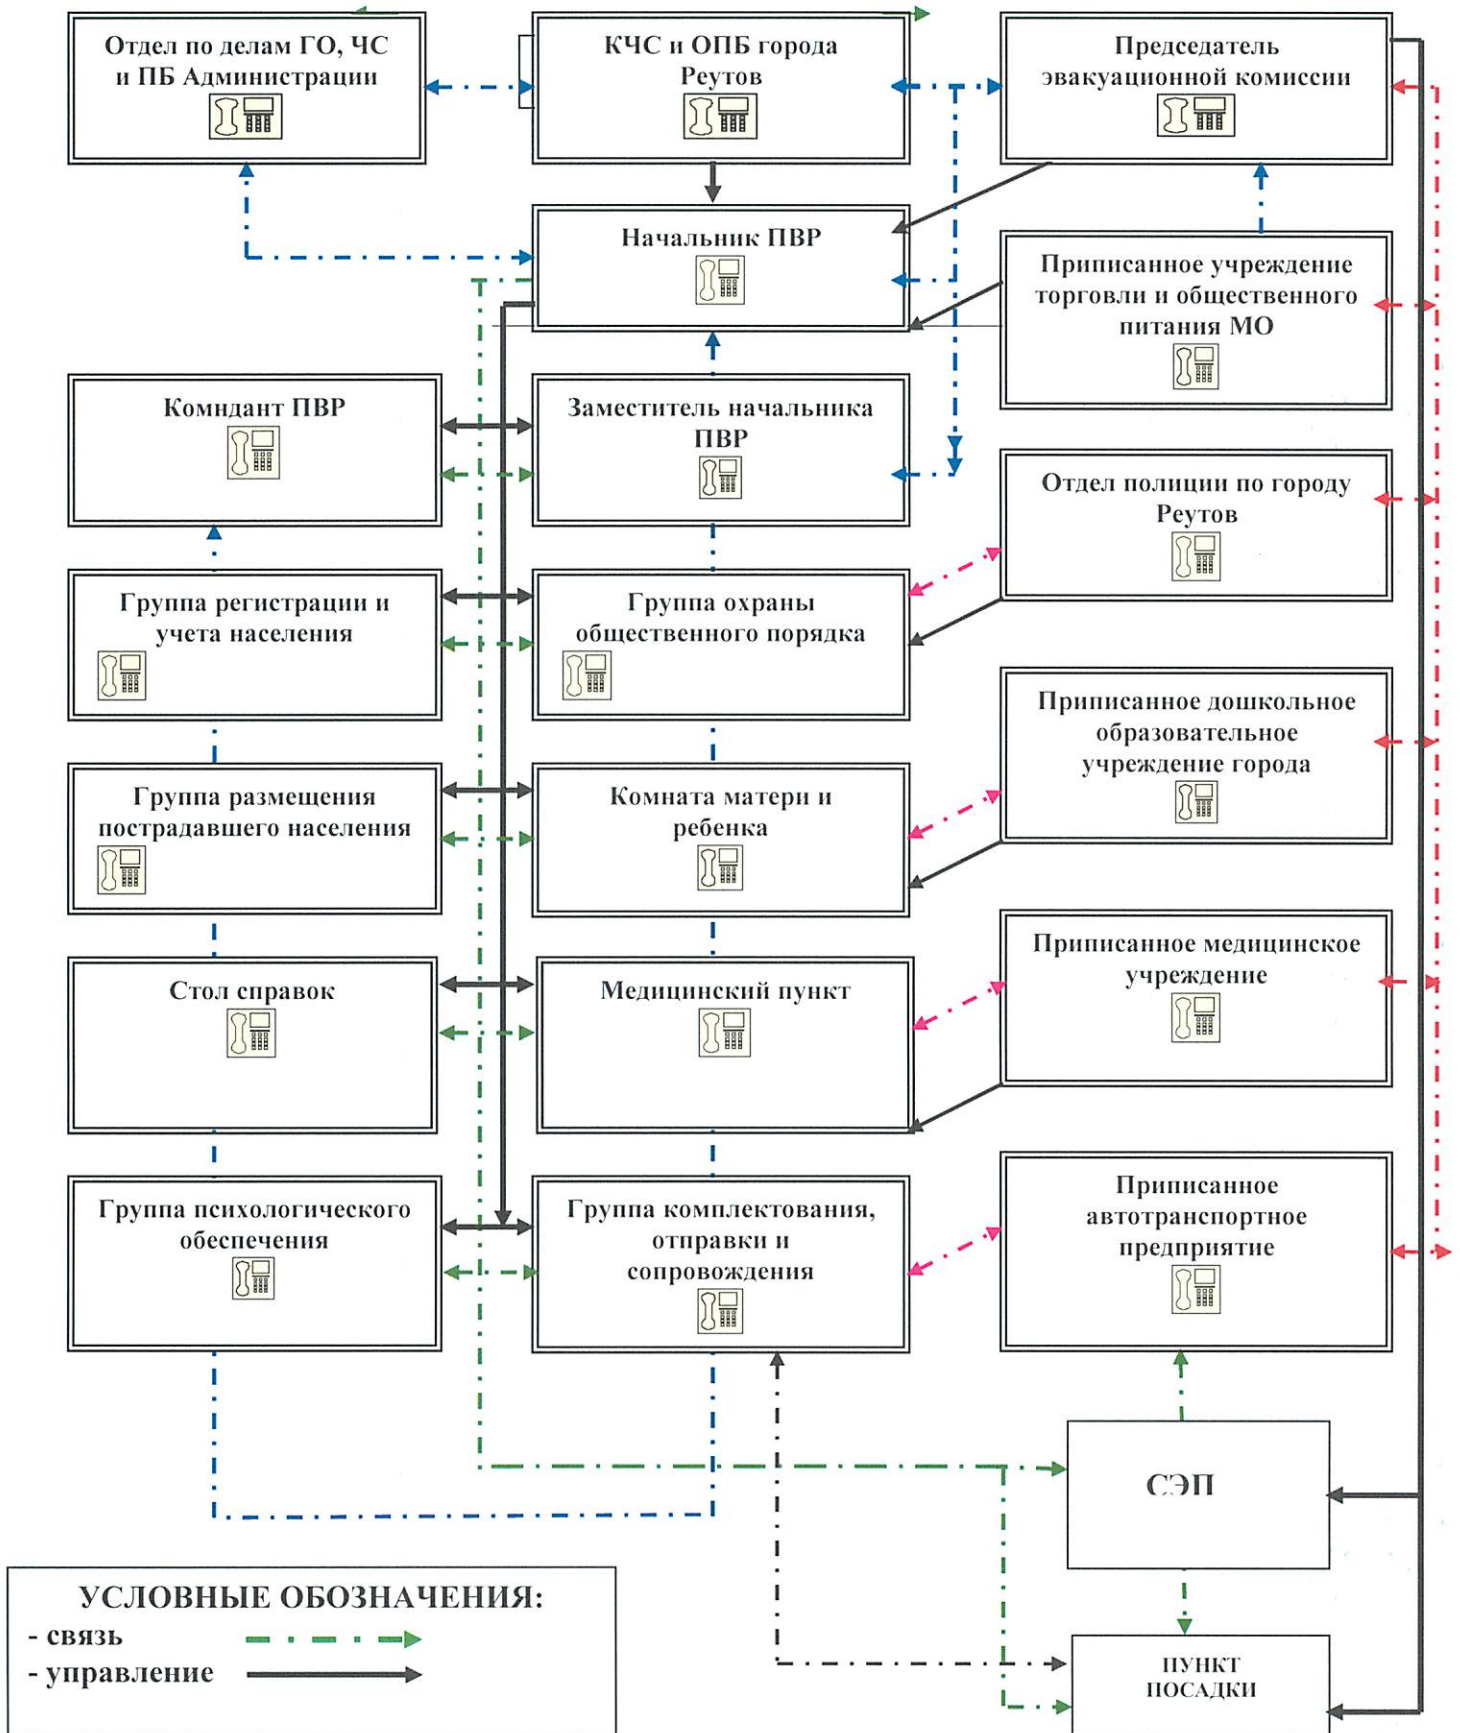 Отдел по делам ГО, ЧС
и ПБ Администрации
КЧС и ОПБ города
Реутов
Председатель
эвакуационной комиссии
Начальник ПВР
Приписанное учреждение
торговли и общественного
питания МО
Комндант ПВР
Заместитель начальника
ПВР
Отдел полиции по городу
Реутов
Группа регистрации и
учета населения
Группа охраны
общественного порядка
Приписанное дошкольное
образовательное
учреждение города
Группа размещения
пострадавшего населения
Комната матери и
ребенка
Приписанное медицинское
учреждение
Стол справок
Медицинский пункт
Приписанное
автотранспортное
предприятие
Группа психологического
обеспечения
Группа комплектования,
отправки и
сопровождения
СЭП
УСЛОВНЫЕ ОБОЗНАЧЕНИЯ:
- связь
- управление
ПУНКТ
ПОСАДКИ